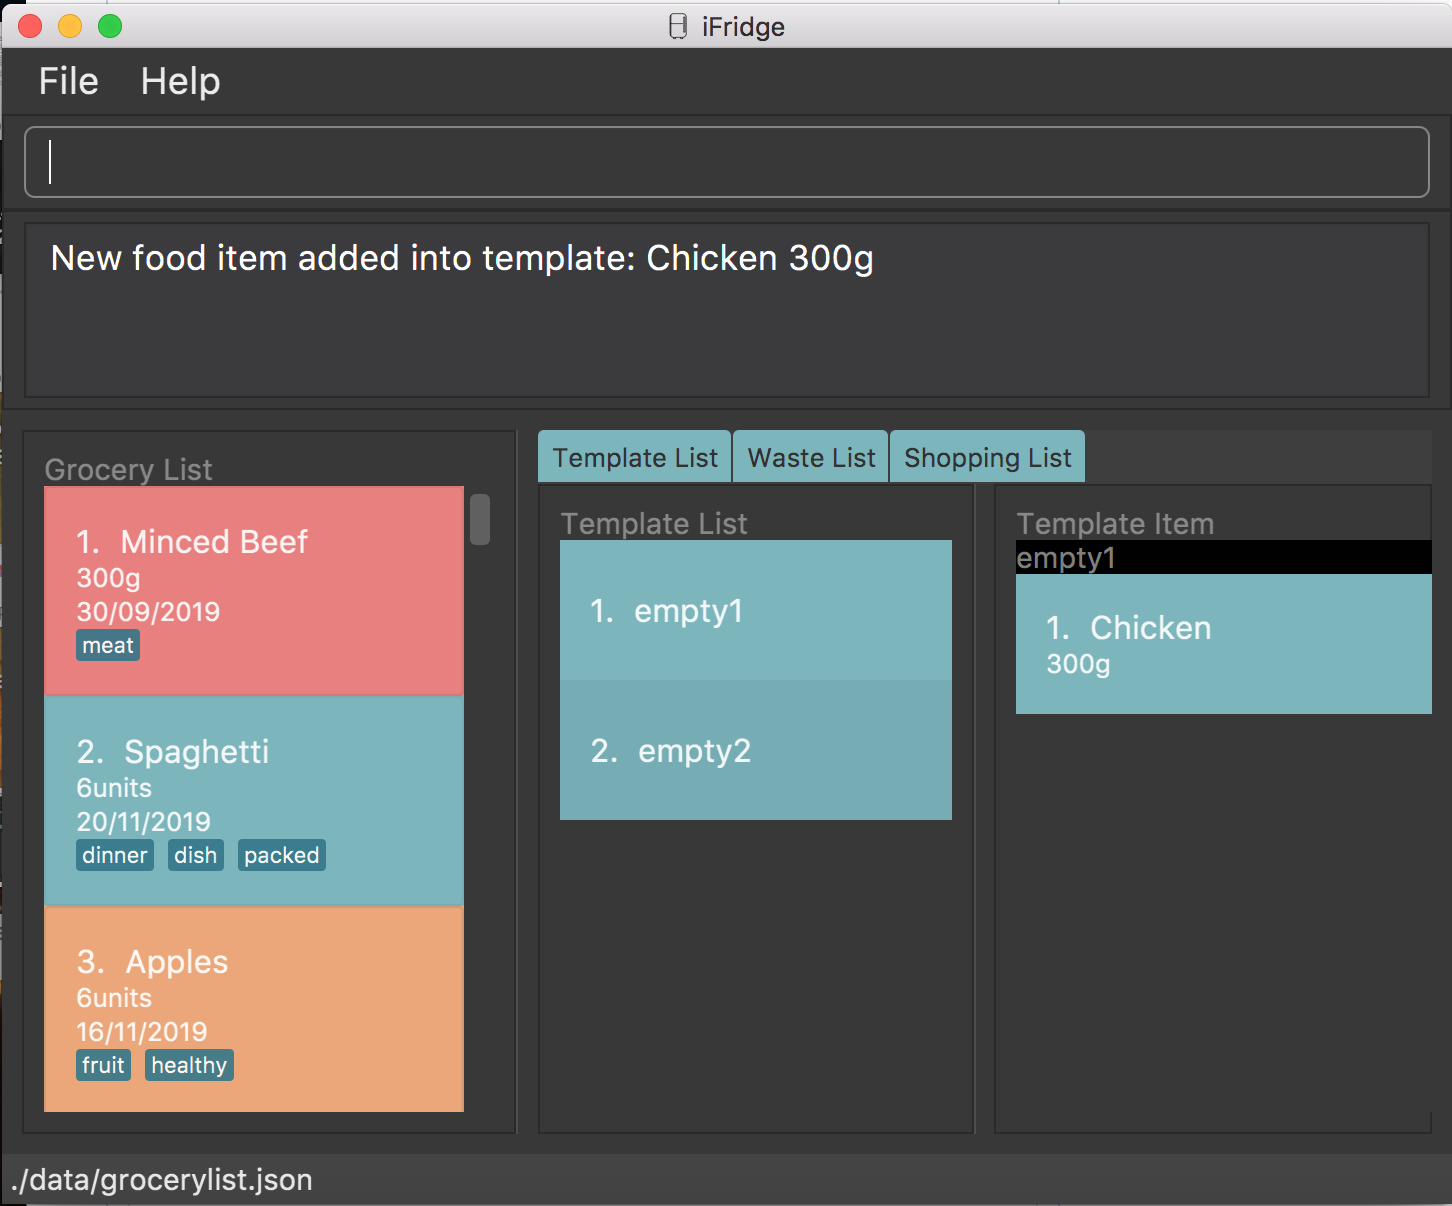 iFridge
File Help
New food item added into template: Chicken 300g
Grocery List
1. Minced Beef
300g
30/09/2019
meat
2. Spaghetti
6units
20/11/2019
dinner dish packed
3. Apples
6units
16/11/2019
fruit healthy
Template List Waste List Shopping List
Template List
1. empty1
2. empty2
Template Item
empty1
1. Chicken
300g
./data/grocerylist.json